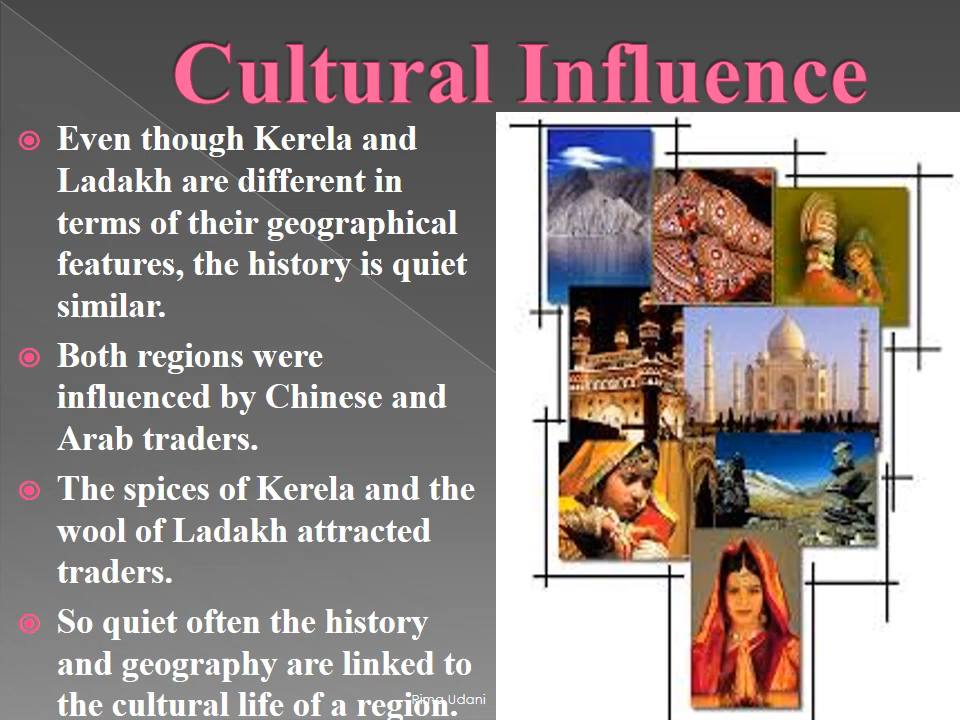 Cultural Influence
Even though Kerela and
Ladakh are different in
terms of their geographical
features, the history is quiet
similar.
Both regions were
influenced by Chinese and
Arab traders.
The spices of Kerela and the
wool of Ladakh attracted
traders.
So quiet often the history
and geography are linked to
the cultural life of a region.
Rima Udani